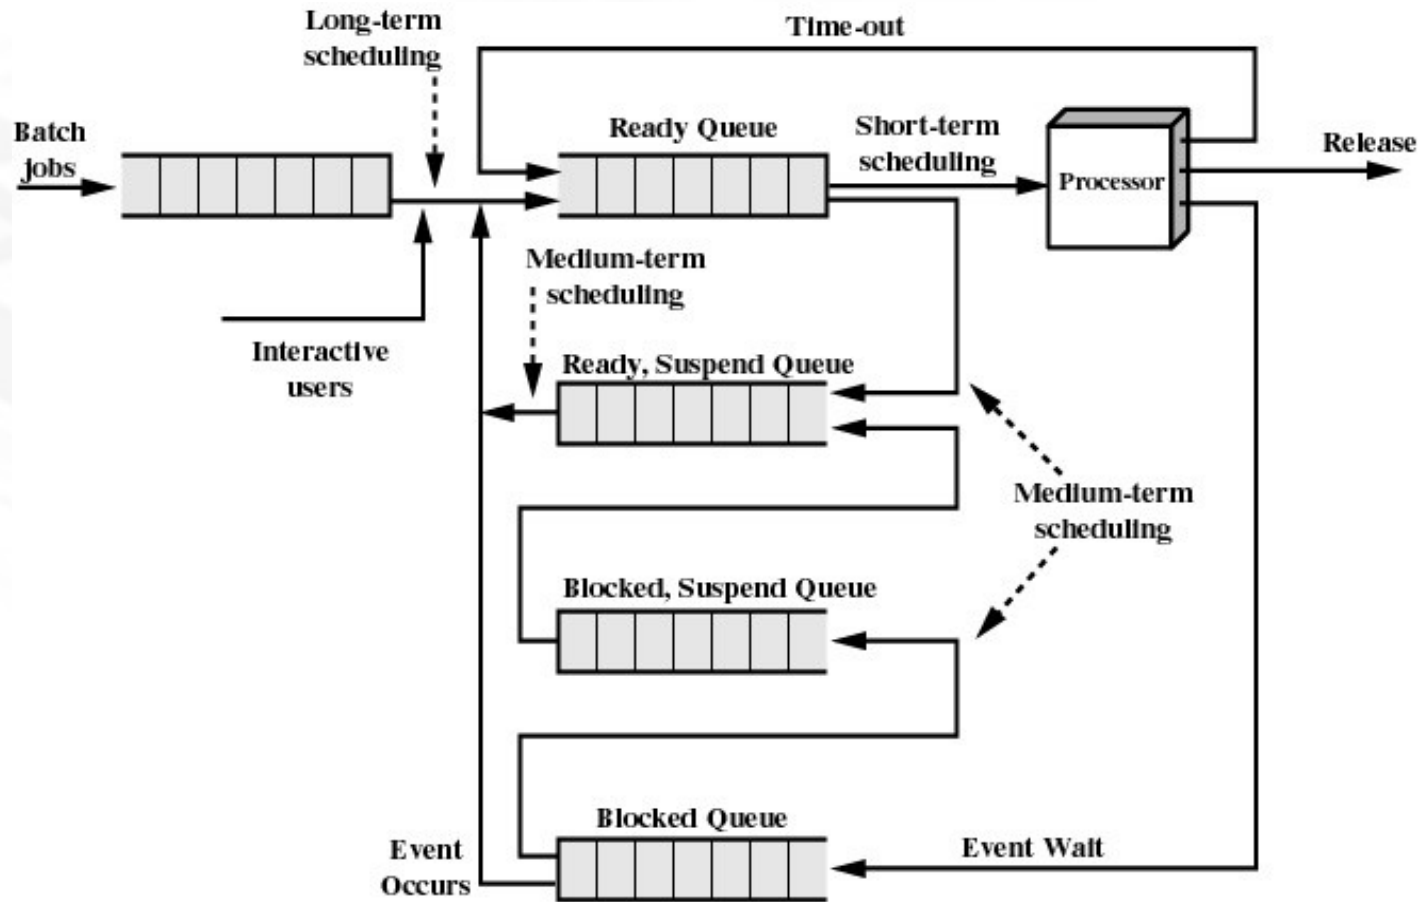 Long-term
scheduling
Time-out
Batch
jobs
Ready Queue
Short-term
scheduling
Processor
Release
Medium-term
scheduling
Interactive
users
Ready, Suspend Queue
Medium-term
scheduling
Blocked, Suspend Queue
Blocked Queue
Event
Occurs
Event Wait